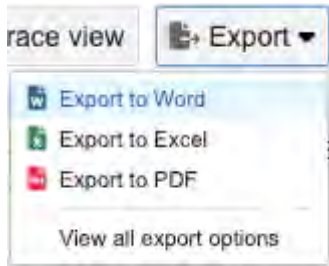 race view
Export
Export to Word
Export to Excel
Export to PDF
View all export options